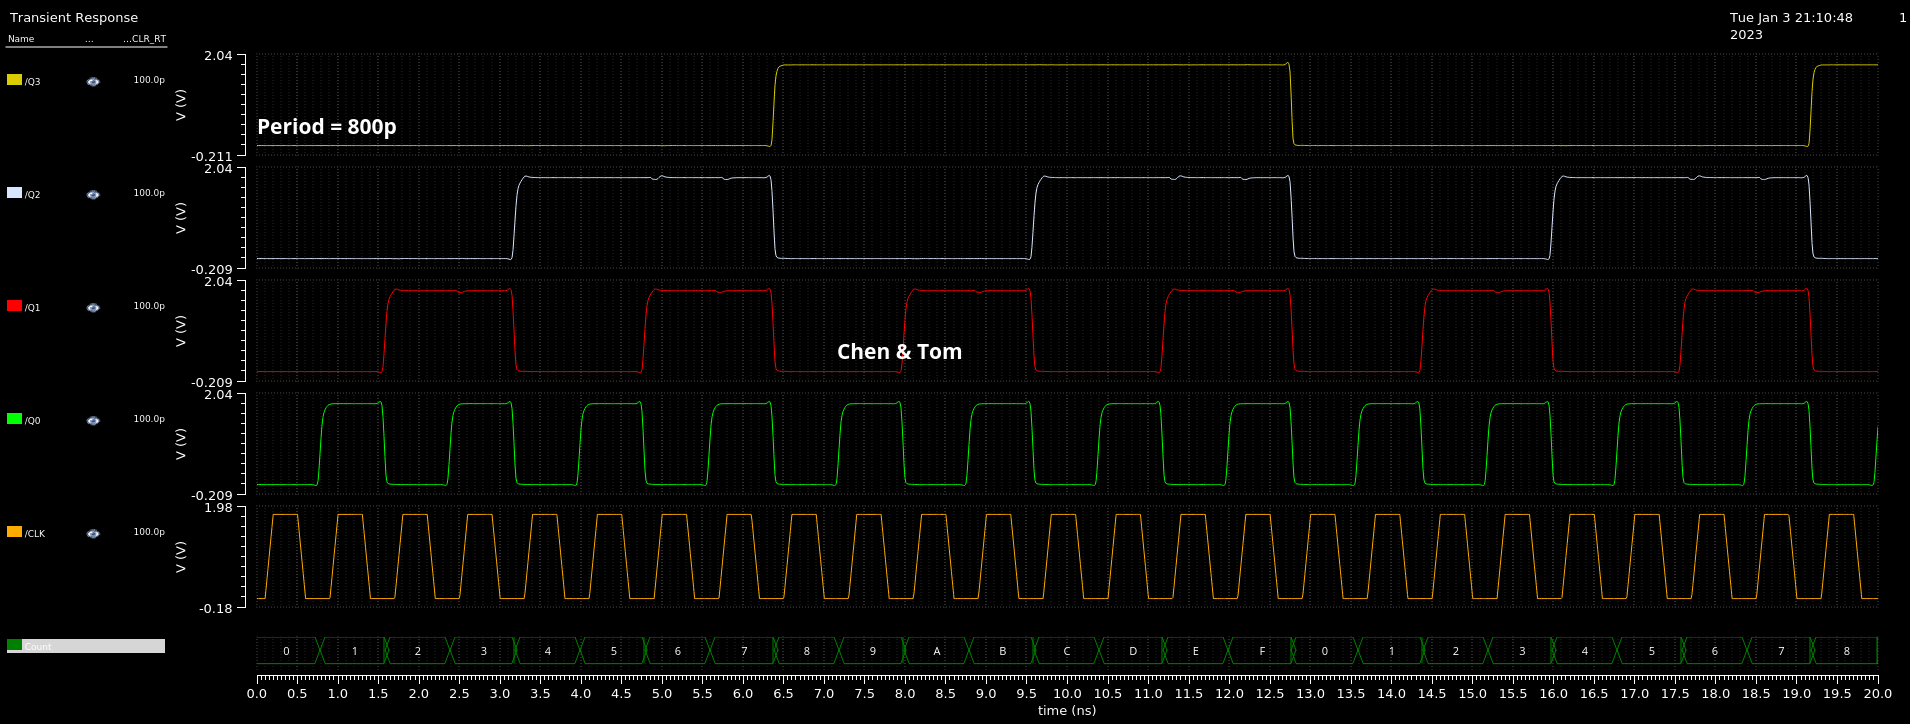 Transient Response
Tue Jan 3 21:10:48 1
2023
Name ... ...CLR_RT
/Q3 100.0p
2.04
V (V)
-0.211
Period = 800p
/Q2 100.0p
2.04
V (V)
-0.209
/Q1 100.0p
2.04
V (V)
-0.209
Chen & Tom
/Q0 100.0p
2.04
V (V)
-0.209
/CLK 100.0p
1.98
V (V)
-0.18
Count
0 1 2 3 4 5 6 7 8 9 A B C D E F 0 1 2 3 4 5 6 7 8
0.0 0.5 1.0 1.5 2.0 2.5 3.0 3.5 4.0 4.5 5.0 5.5 6.0 6.5 7.0 7.5 8.0 8.5 9.0 9.5 10.0 10.5 11.0 11.5 12.0 12.5 13.0 13.5 14.0 14.5 15.0 15.5 16.0 16.5 17.0 17.5 18.0 18.5 19.0 19.5 20.0
time (ns)